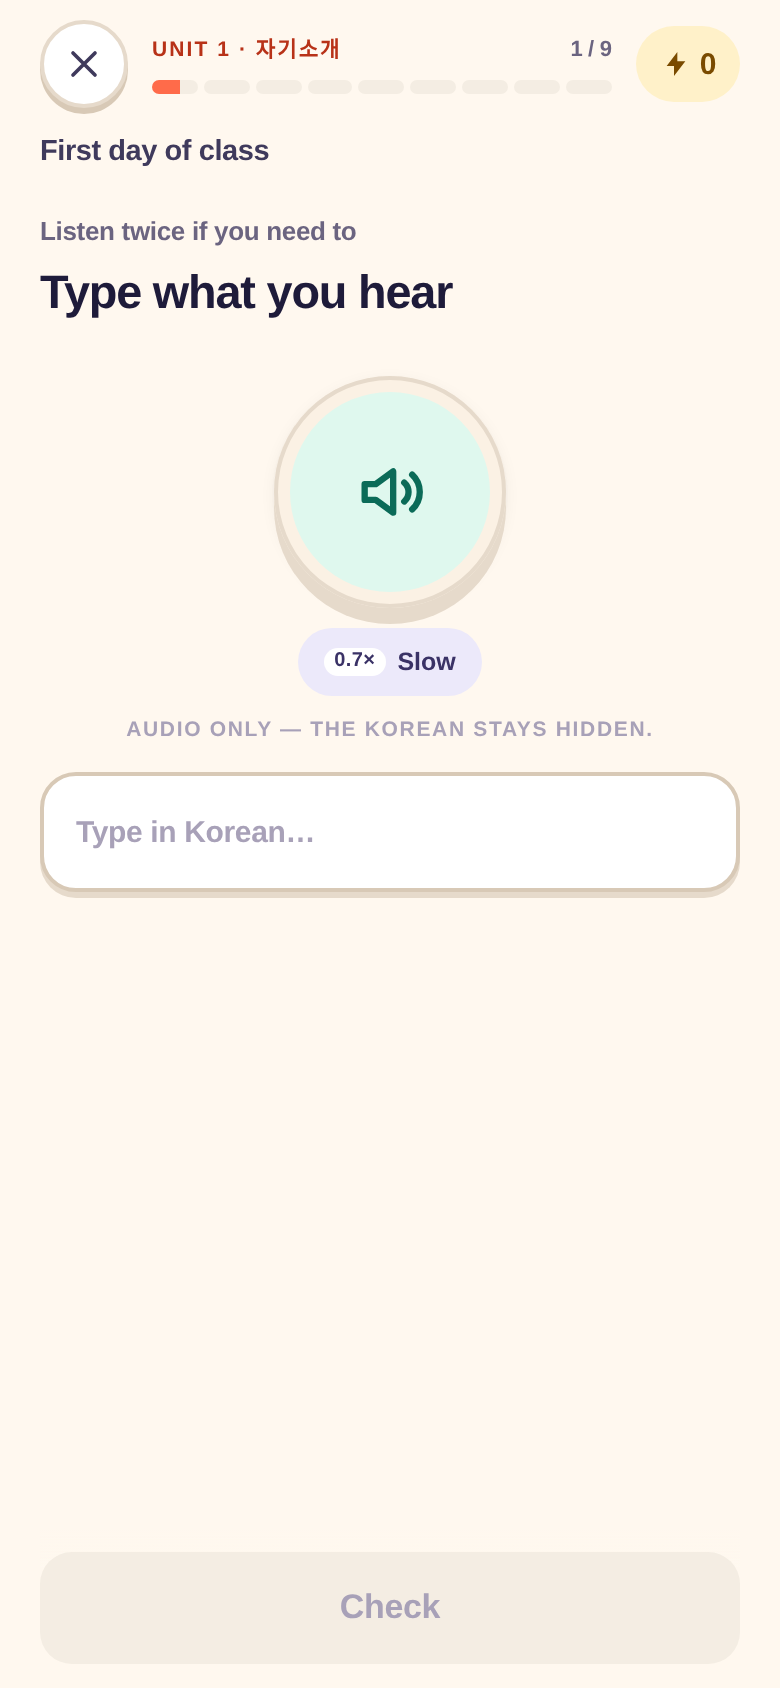 UNIT 1 · 자기소개
1 / 9
0
First day of class
Listen twice if you need to
Type what you hear
0.7× Slow
AUDIO ONLY — THE KOREAN STAYS HIDDEN.
Type in Korean…
Check